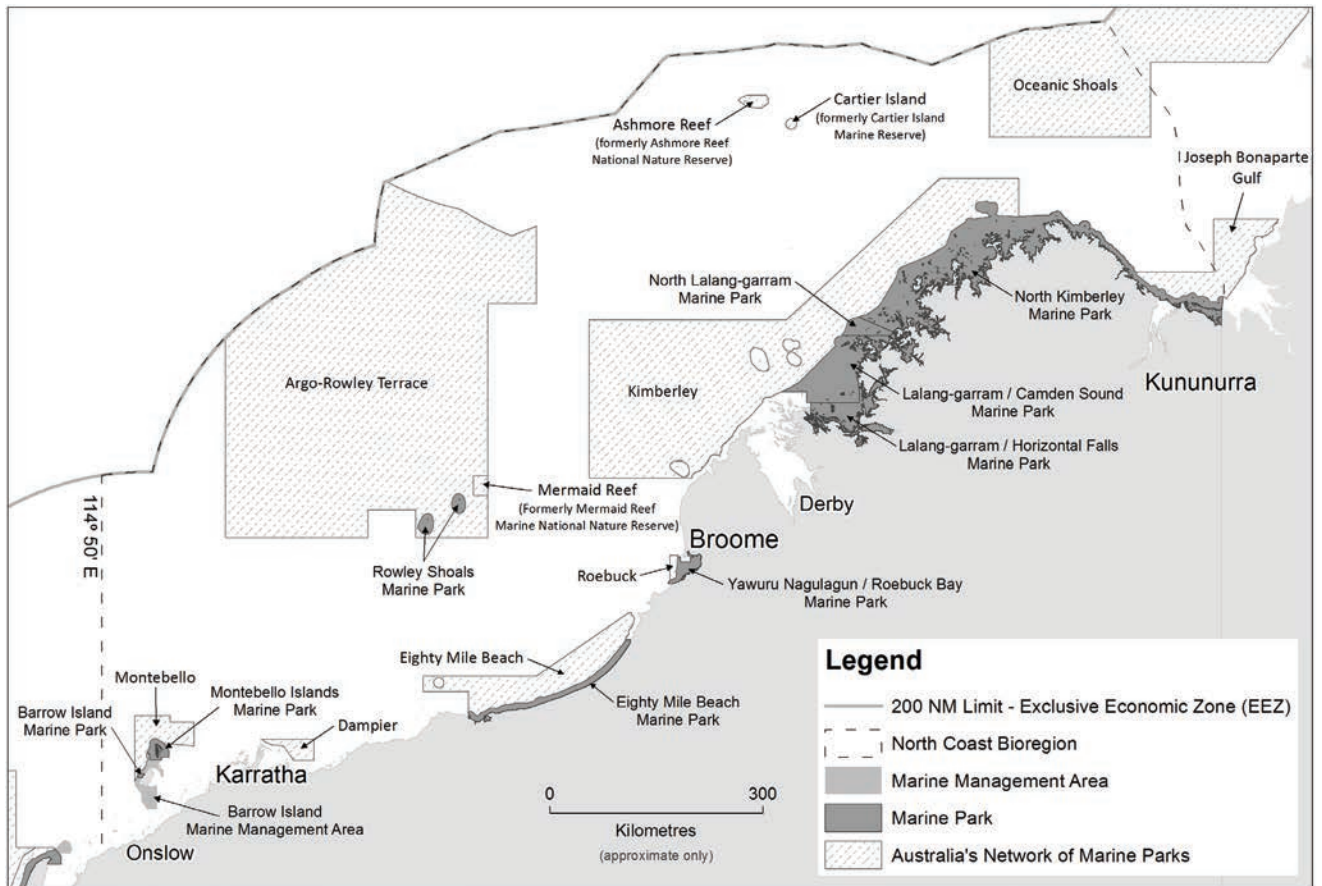 Oceanic Shoals
Cartier Island
(formerly Cartier Island
Marine Reserve)
Ashmore Reef
(formerly Ashmore Reef
National Nature Reserve)
Joseph Bonaparte
Gulf
North Lalang-garram
Marine Park
North Kimberley
Marine Park
Argo-Rowley Terrace
Kimberley
Kununurra
Lalang-garram / Camden Sound
Marine Park
Lalang-garram / Horizontal Falls
Marine Park
114° 50' E
Mermaid Reef
(Formerly Mermaid Reef
Marine National Nature Reserve)
Derby
Broome
Rowley Shoals
Marine Park
Roebuck
Yawuru Nagulagun / Roebuck Bay
Marine Park
Eighty Mile Beach
Eighty Mile Beach
Marine Park
Montebello
Montebello Islands
Marine Park
Barrow Island
Marine Park
Dampier
Karratha
Barrow Island
Marine Management Area
Onslow
0
300
Kilometres
(approximate only)
Legend
200 NM Limit - Exclusive Economic Zone (EEZ)
North Coast Bioregion
Marine Management Area
Marine Park
Australia's Network of Marine Parks